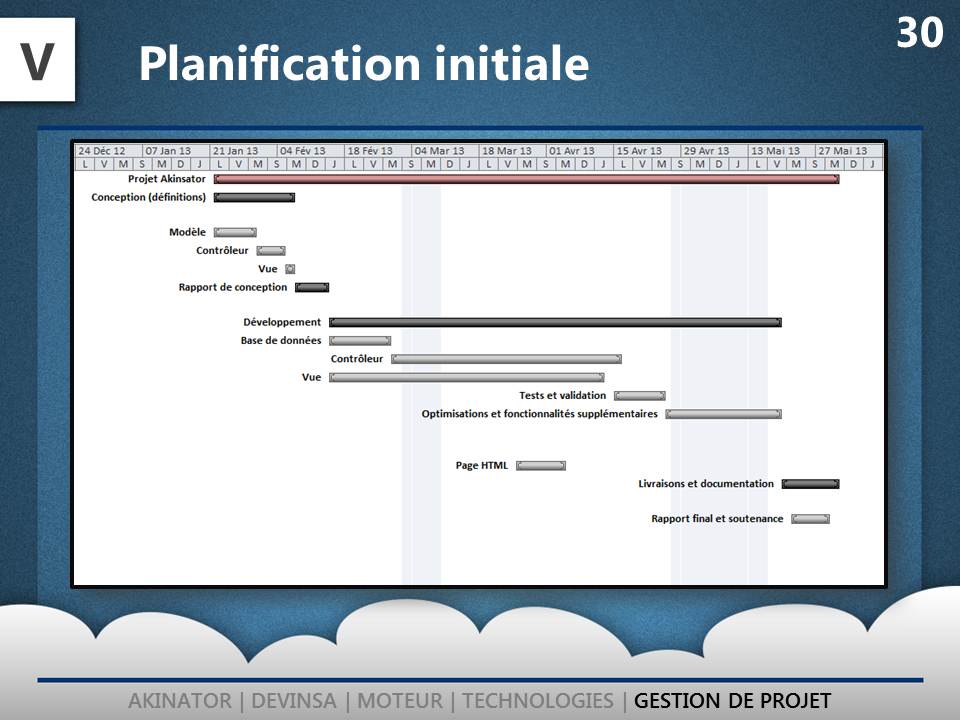 30
V
Planification initiale
24 Déc 12 07 Jan 13 21 Jan 13 04 Fév 13 18 Fév 13 04 Mar 13 18 Mar 13 01 Avr 13 15 Avr 13 29 Avr 13 13 Mai 13 27 Mai 13
L V M S M D J L V M S M D J L V M S M D J L V M S M D J L V M S M D J L V M S M D J
Projet Akinsator
Conception (définitions)
Modèle
Contrôleur
Vue
Rapport de conception
Développement
Base de données
Contrôleur
Vue
Tests et validation
Optimisations et fonctionnalités supplémentaires
Page HTML
Livraisons et documentation
Rapport final et soutenance
AKINATOR | DEVINSA | MOTEUR | TECHNOLOGIES | GESTION DE PROJET